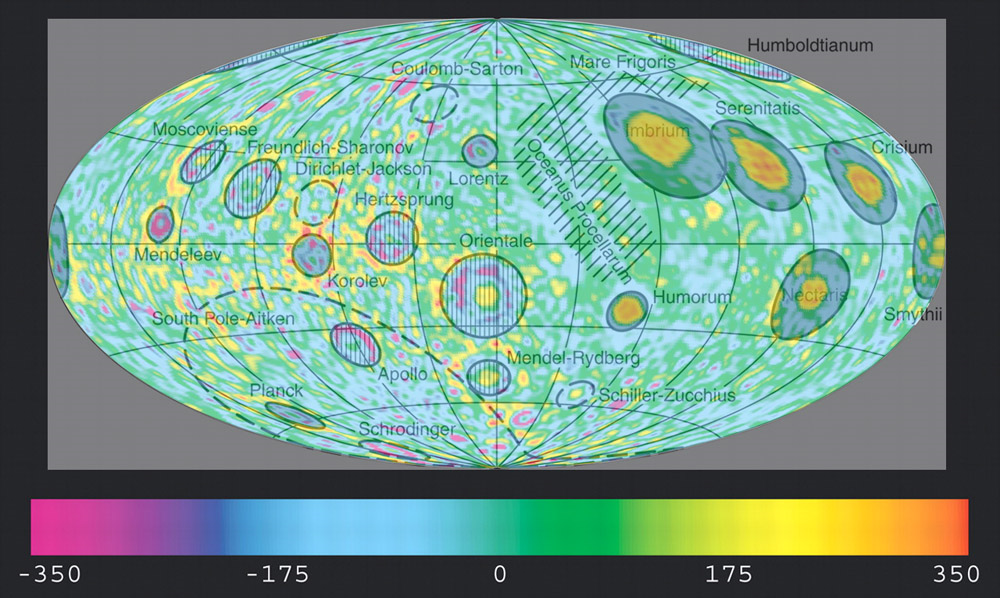 Humboldtianum
Coulomb-Sarton
Mare Frigoris
Serenitatis
Moscoviense
Imbrium
Freundlich-Sharonov
Crisium
Dirichlet-Jackson
Lorentz
Oceanus Procellarum
Hertzsprung
Mendeleev
Orientale
Korolev
Humorum
Nectaris
South Pole-Aitken
Smythii
Mendel-Rydberg
Apollo
Planck
Schiller-Zucchius
Schrodinger
-350 -175 0 175 350